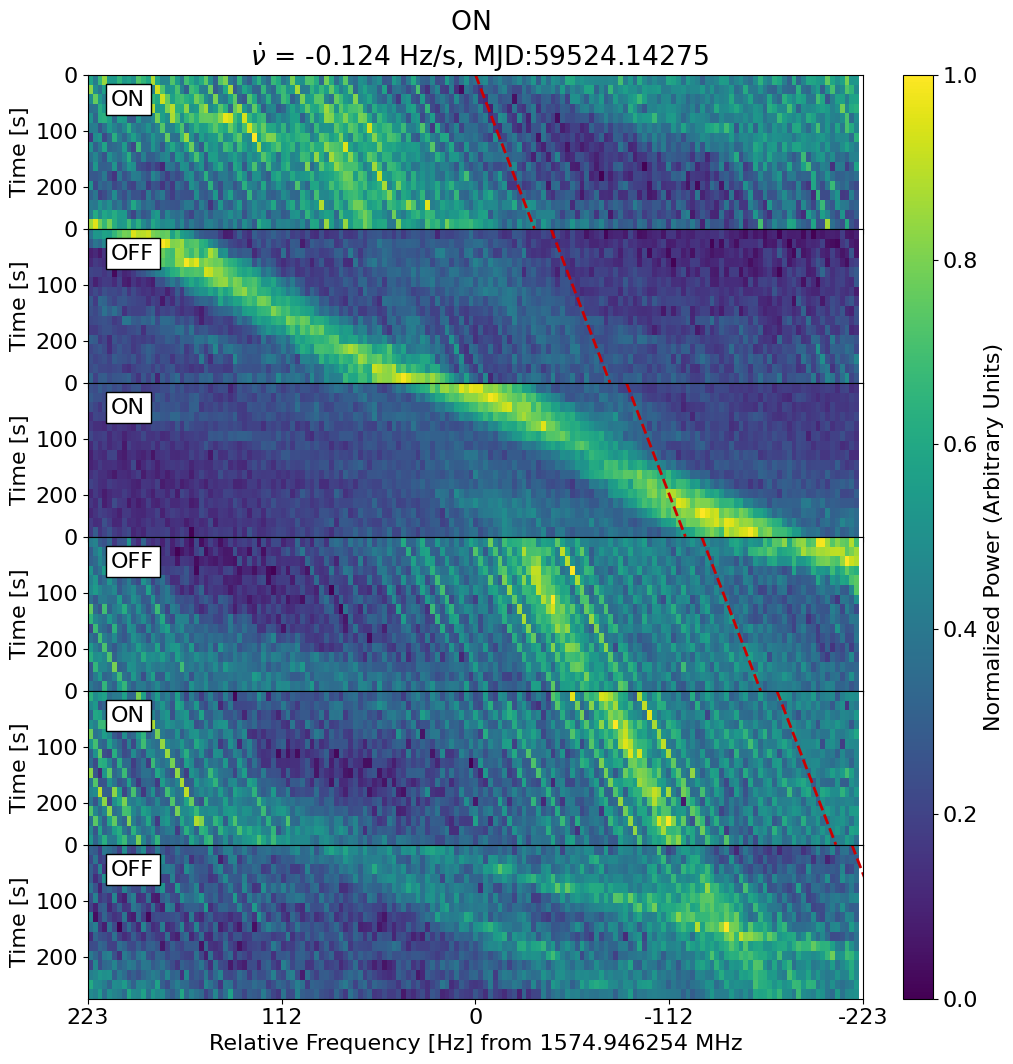 ON
ν̇ = -0.124 Hz/s, MJD:59524.14275
0
100
200
Time [s]
ON
0
100
200
Time [s]
OFF
0
100
200
Time [s]
ON
0
100
200
Time [s]
OFF
0
100
200
Time [s]
ON
0
100
200
Time [s]
OFF
223 112 0 -112 -223
Relative Frequency [Hz] from 1574.946254 MHz
1.0
0.8
0.6
0.4
0.2
0.0
Normalized Power (Arbitrary Units)